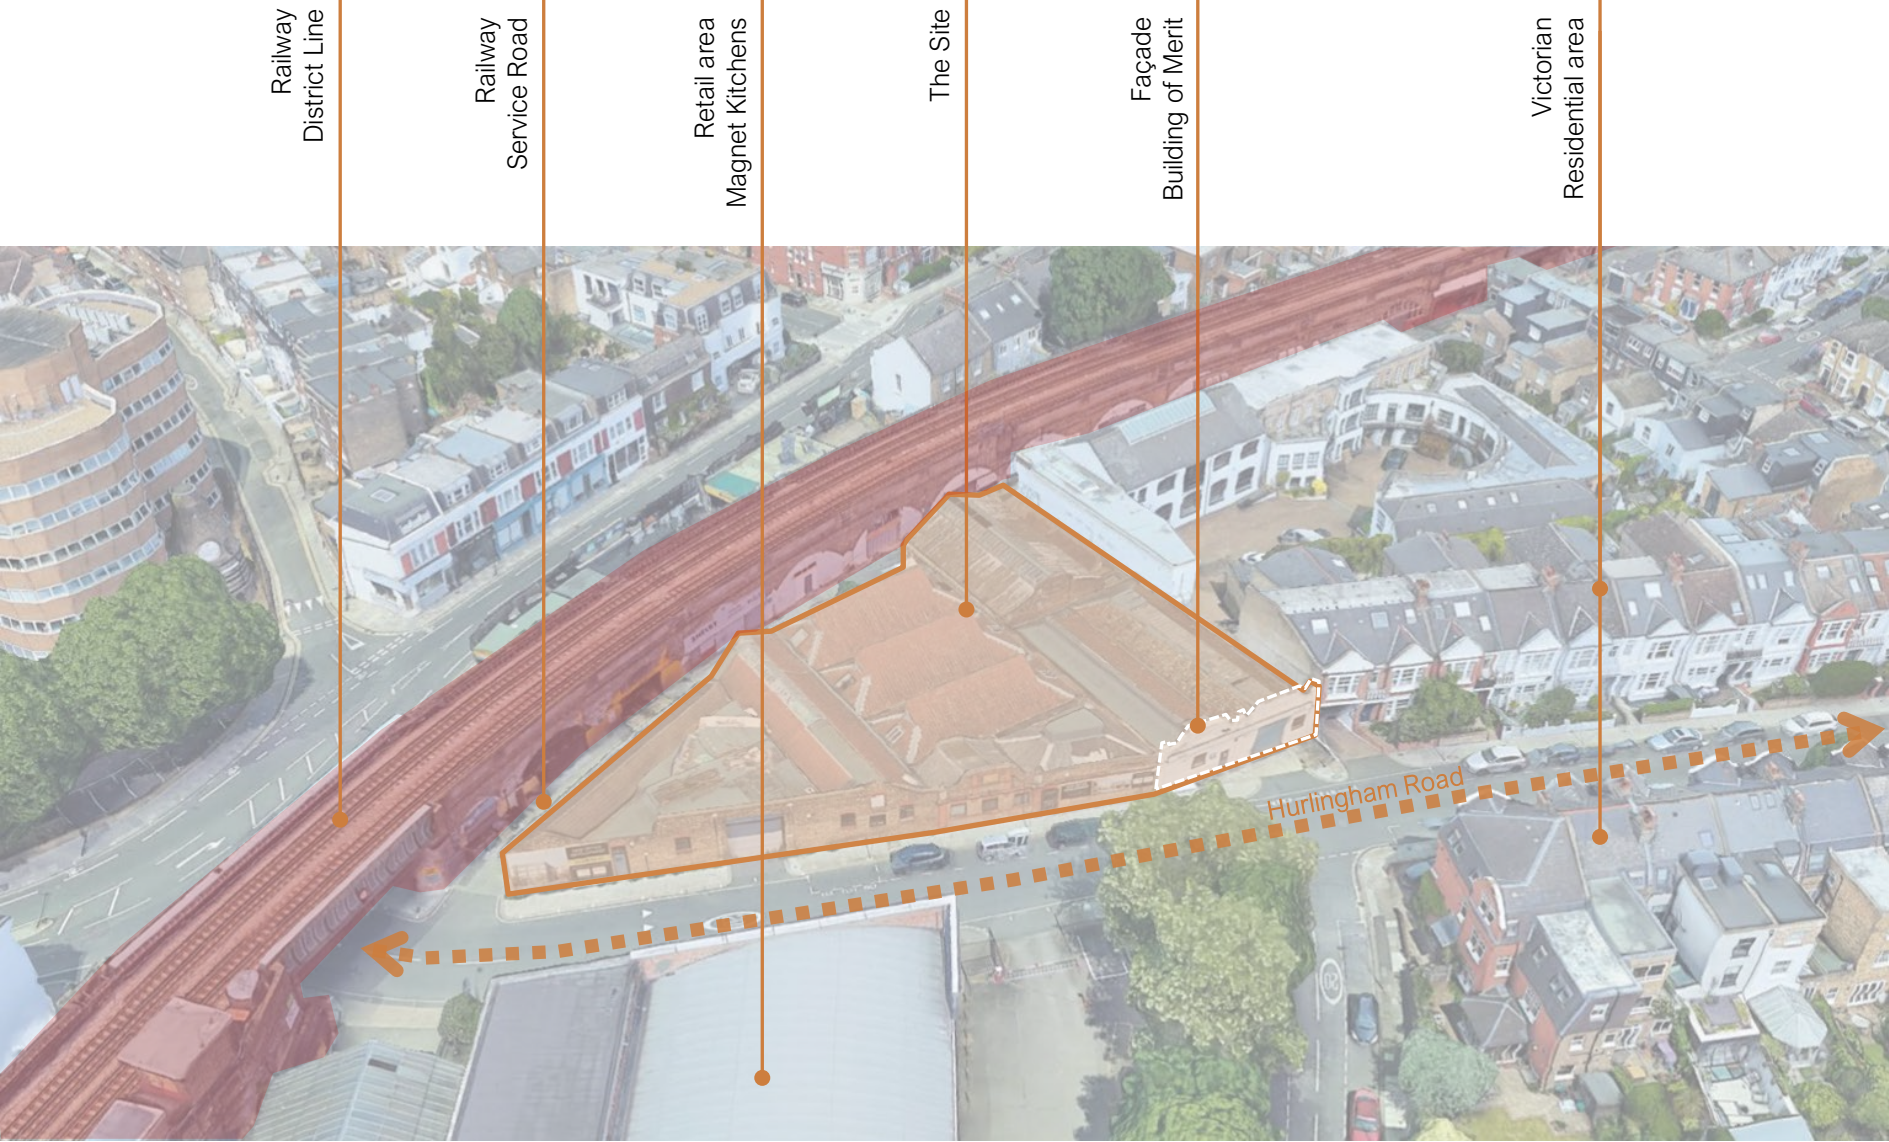 Railway
District Line
Railway
Service Road
Retail area
Magnet Kitchens
The Site
Façade
Building of Merit
Victorian
Residential area
Hurlingham Road
20